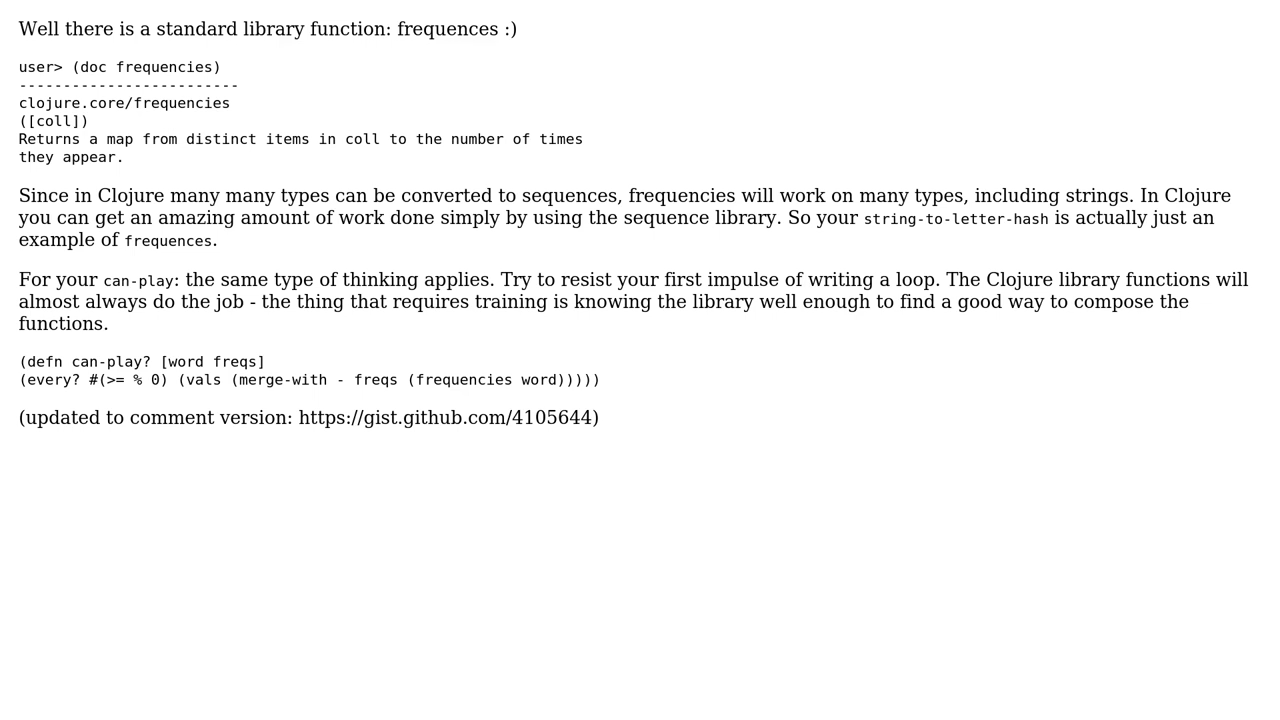 Well there is a standard library function: frequences :)
user> (doc frequencies)
-------------------------
clojure.core/frequencies
([coll])
Returns a map from distinct items in coll to the number of times
they appear.
Since in Clojure many many types can be converted to sequences, frequencies will work on many types, including strings. In Clojure
you can get an amazing amount of work done simply by using the sequence library. So your string-to-letter-hash is actually just an
example of frequences.
For your can-play: the same type of thinking applies. Try to resist your first impulse of writing a loop. The Clojure library functions will
almost always do the job - the thing that requires training is knowing the library well enough to find a good way to compose the
functions.
(defn can-play? [word freqs]
(every? #(>= % 0) (vals (merge-with - freqs (frequencies word)))))
(updated to comment version: https://gist.github.com/4105644)